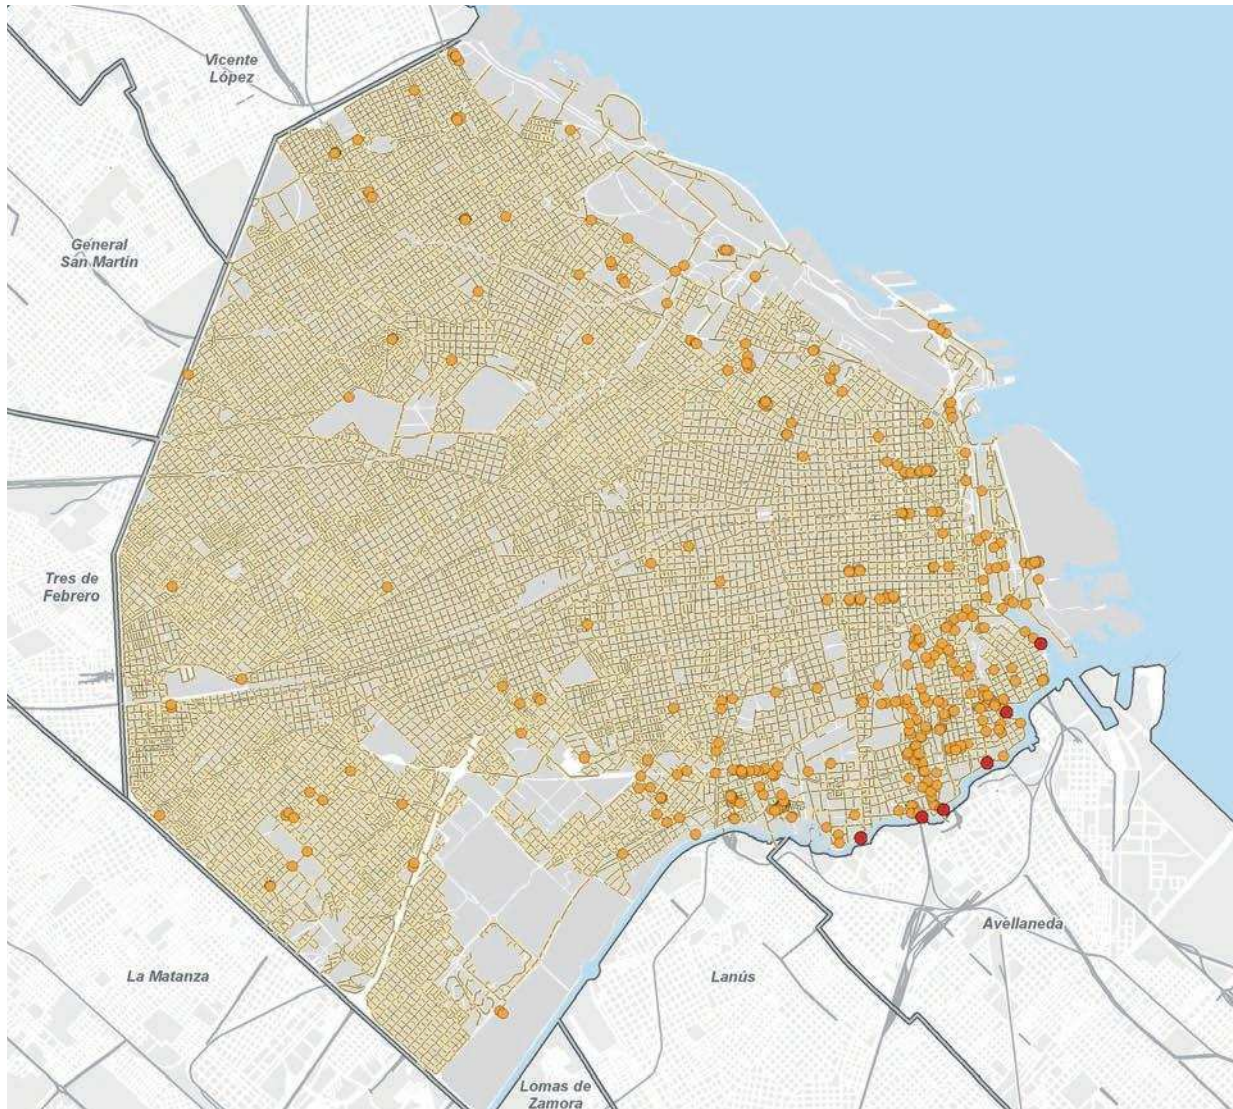 Vicente
López
General
San Martín
Tres de
Febrero
La Matanza
Lanús
Avellaneda
Lomas de
Zamora